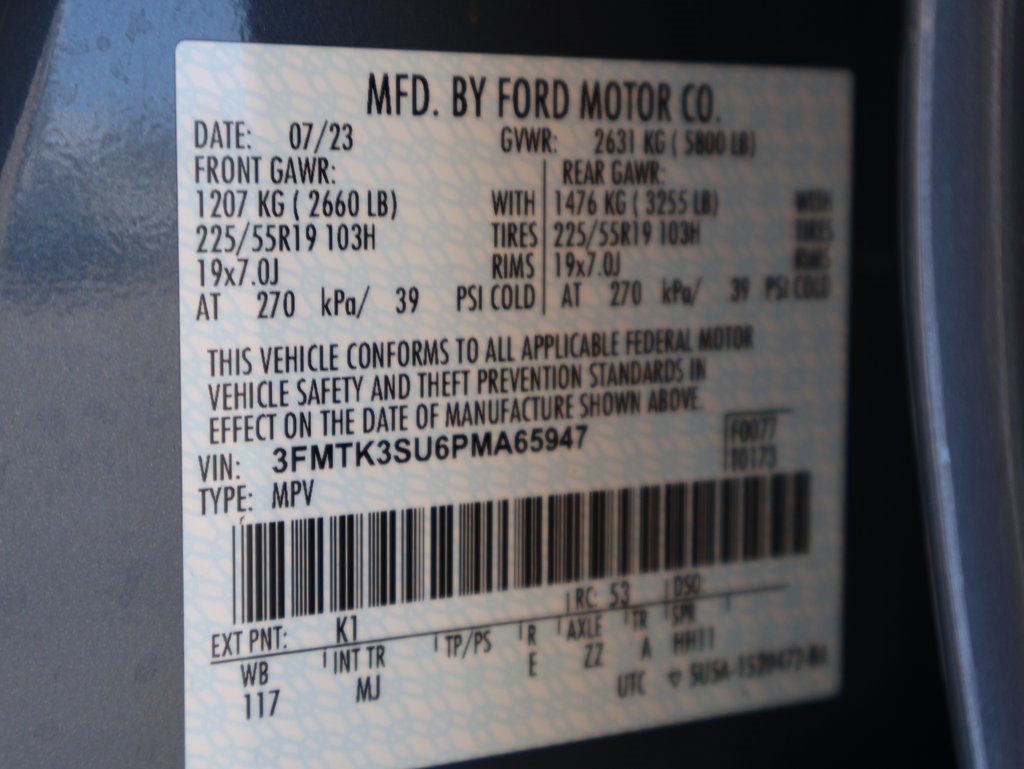 MFD. BY FORD MOTOR CO.
DATE: 07/23 GVWR: 2631 KG ( 5800 LB)
FRONT GAWR: REAR GAWR:
1207 KG ( 2660 LB) WITH 1476 KG ( 3255 LB) WITH
225/55R19 103H TIRES 225/55R19 103H TIRES
19x7.0J RIMS 19x7.0J RIMS
AT 270 kPa/ 39 PSI COLD AT 270 kPa/ 39 PSI COLD
THIS VEHICLE CONFORMS TO ALL APPLICABLE FEDERAL MOTOR
VEHICLE SAFETY AND THEFT PREVENTION STANDARDS IN
EFFECT ON THE DATE OF MANUFACTURE SHOWN ABOVE.
VIN: 3FMTK3SU6PMA65947 F0077
TYPE: MPV T0173
EXT PNT: K1 RC: 53 DSO:
WB INT TR TP/PS R AXLE TR SPR
117 MJ E ZZ A HH11
UTC